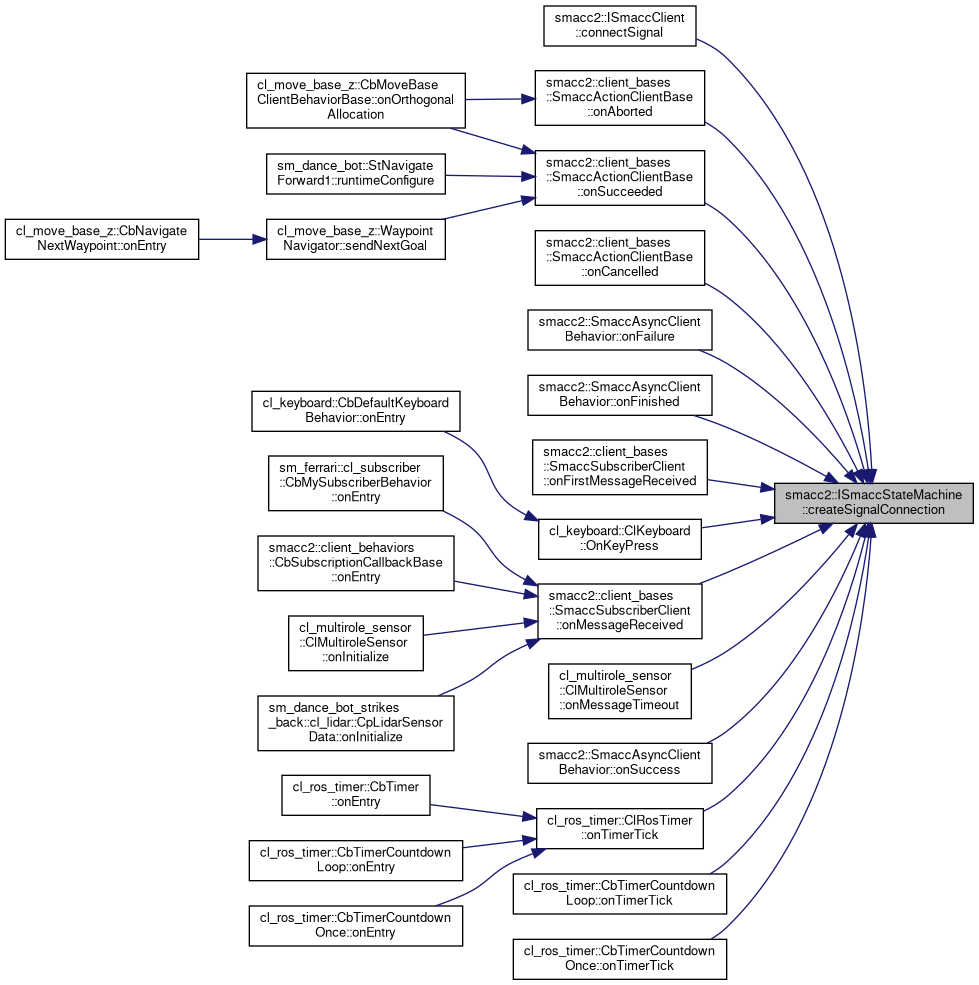 smacc2::ISmaccClient
::connectSignal
cl_move_base_z::CbMoveBase
ClientBehaviorBase::onOrthogonal
Allocation
smacc2::client_bases
::SmaccActionClientBase
::onAborted
smacc2::client_bases
::SmaccActionClientBase
::onSucceeded
sm_dance_bot::StNavigate
Forward1::runtimeConfigure
cl_move_base_z::CbNavigate
NextWaypoint::onEntry
cl_move_base_z::Waypoint
Navigator::sendNextGoal
smacc2::client_bases
::SmaccActionClientBase
::onCancelled
smacc2::SmaccAsyncClient
Behavior::onFailure
smacc2::SmaccAsyncClient
Behavior::onFinished
cl_keyboard::CbDefaultKeyboard
Behavior::onEntry
smacc2::client_bases
::SmaccSubscriberClient
::onFirstMessageReceived
sm_ferrari::cl_subscriber
::CbMySubscriberBehavior
::onEntry
smacc2::ISmaccStateMachine
::createSignalConnection
cl_keyboard::ClKeyboard
::OnKeyPress
smacc2::client_behaviors
::CbSubscriptionCallbackBase
::onEntry
smacc2::client_bases
::SmaccSubscriberClient
::onMessageReceived
cl_multirole_sensor
::ClMultiroleSensor
::onInitialize
cl_multirole_sensor
::ClMultiroleSensor
::onMessageTimeout
sm_dance_bot_strikes
_back::cl_lidar::CpLidarSensor
Data::onInitialize
smacc2::SmaccAsyncClient
Behavior::onSuccess
cl_ros_timer::CbTimer
::onEntry
cl_ros_timer::ClRosTimer
::onTimerTick
cl_ros_timer::CbTimerCountdown
Loop::onEntry
cl_ros_timer::CbTimerCountdown
Loop::onTimerTick
cl_ros_timer::CbTimerCountdown
Once::onEntry
cl_ros_timer::CbTimerCountdown
Once::onTimerTick